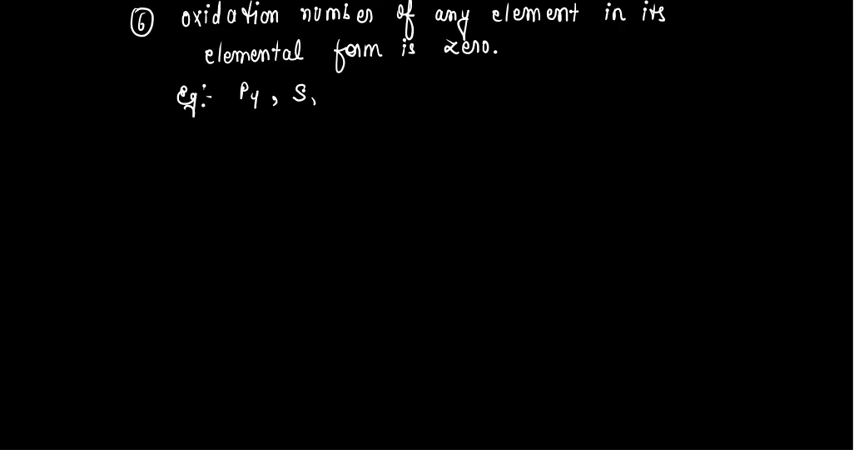 ⑥ oxidation number of any element in its
elemental form is zero.
Eg:- P4, S,